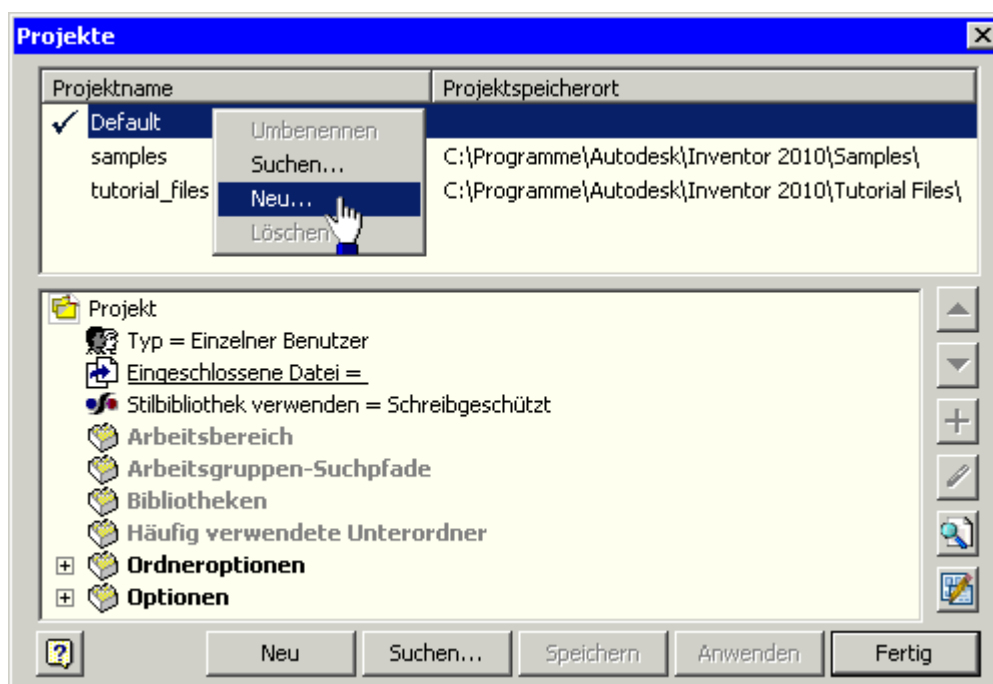 Projekte
Projektname Projektspeicherort
Default
samples C:\Programme\Autodesk\Inventor 2010\Samples\
tutorial_files C:\Programme\Autodesk\Inventor 2010\Tutorial Files\
Umbenennen
Suchen...
Neu...
Löschen
Projekt
Typ = Einzelner Benutzer
Eingeschlossene Datei =
Stilbibliothek verwenden = Schreibgeschützt
Arbeitsbereich
Arbeitsgruppen-Suchpfade
Bibliotheken
Häufig verwendete Unterordner
Ordneroptionen
Optionen
Neu Suchen... Speichern Anwenden Fertig